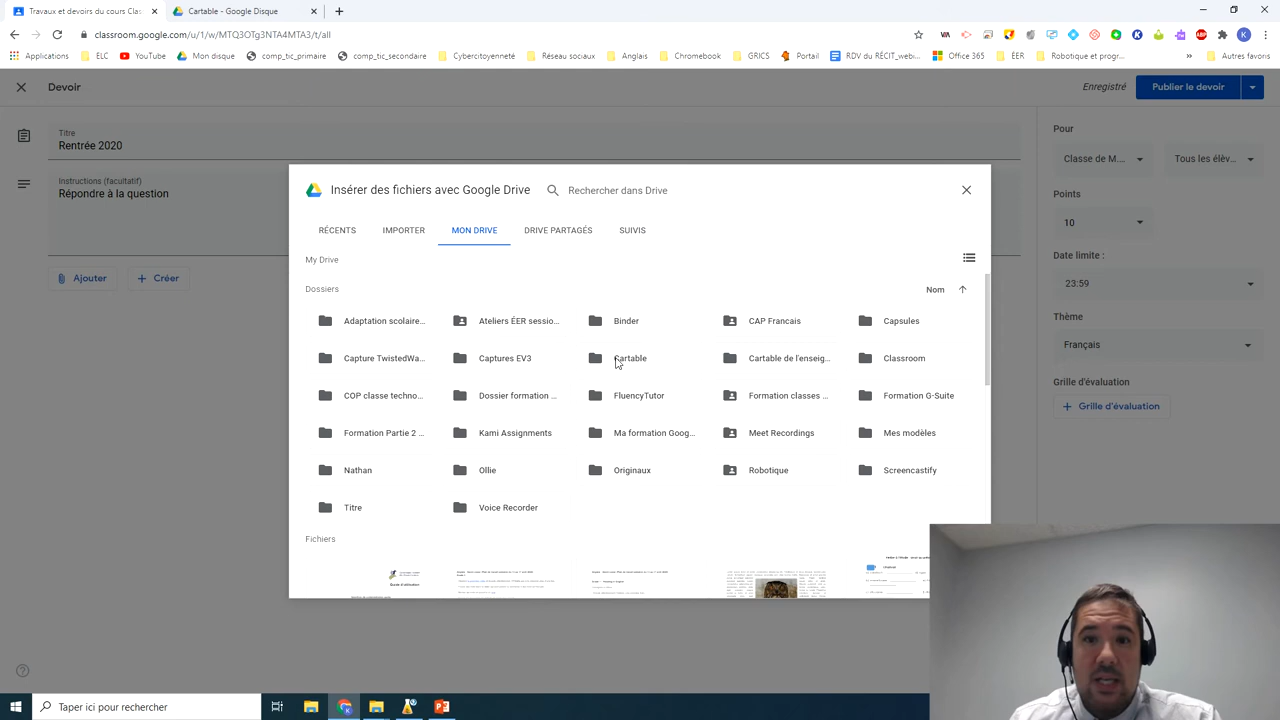 Travaux et devoirs du cours Clas
Cartable - Google Disque
classroom.google.com/u/1/w/MTQ3OTg3NTA4MTA3/t/all
Applications ELC YouTube Mon disque comp_tic_primaire comp_tic_secondaire Cybercitoyenneté Réseau sociaux Anglais Chromebook GRICS Portail RDV du RÉCIT_webi... Office 365 ÉER Robotique et progr... » Autres favoris
Devoir
Enregistré
Publier le devoir
Titre
Rentrée 2020
Instructions (facultatif)
Répondre à la question
Ajouter
Créer
Pour
Classe de M....
Tous les élèv...
Points
10
Date limite :
23:59
Thème
Français
Grille d'évaluation
Grille d'évaluation
Insérer des fichiers avec Google Drive
Rechercher dans Drive
RÉCENTS IMPORTER MON DRIVE DRIVE PARTAGÉS SUIVIS
My Drive
Dossiers
Nom
Adaptation scolaire... Ateliers ÉER sessio... Binder CAP Francais Capsules
Capture TwistedWa... Captures EV3 Cartable Cartable de l'enseig... Classroom
COP classe techno... Dossier formation ... FluencyTutor Formation classes ... Formation G-Suite
Formation Partie 2 ... Kami Assignments Ma formation Goog... Meet Recordings Mes modèles
Nathan Ollie Originaux Robotique Screencastify
Titre Voice Recorder
Fichiers
Taper ici pour rechercher